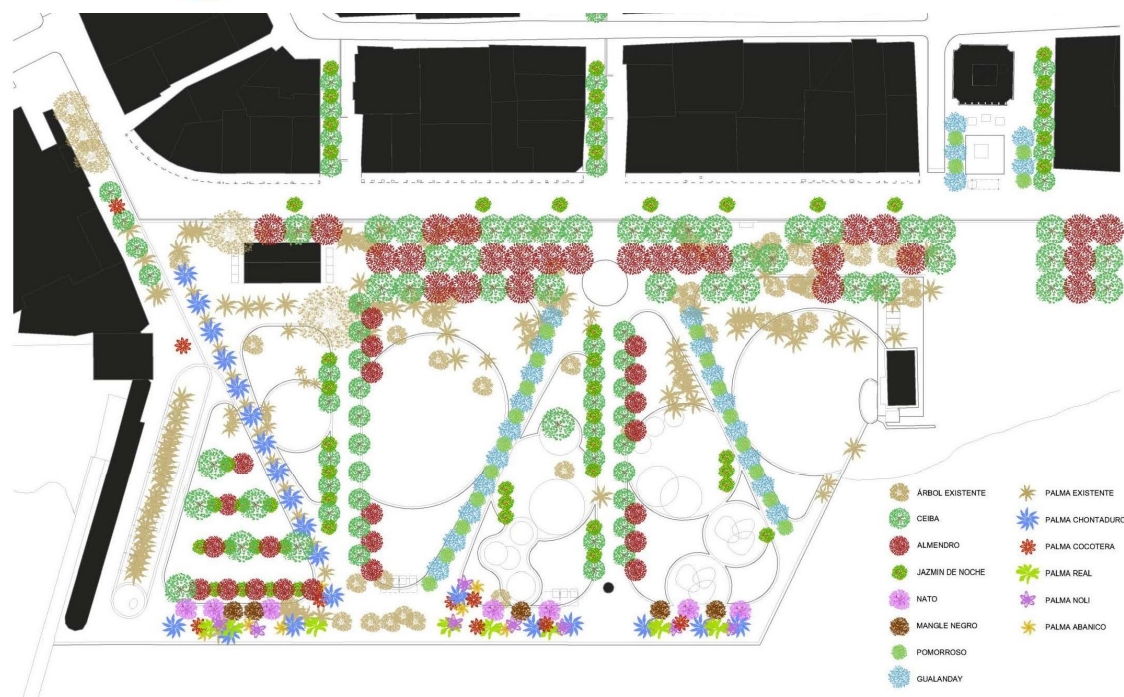 ÁRBOL EXISTENTE
CEIBA
ALMENDRO
JAZMIN DE NOCHE
NATO
MANGLE NEGRO
POMORROSO
GUALANDAY
PALMA EXISTENTE
PALMA CHONTADURO
PALMA COCOTERA
PALMA REAL
PALMA NOLI
PALMA ABANICO